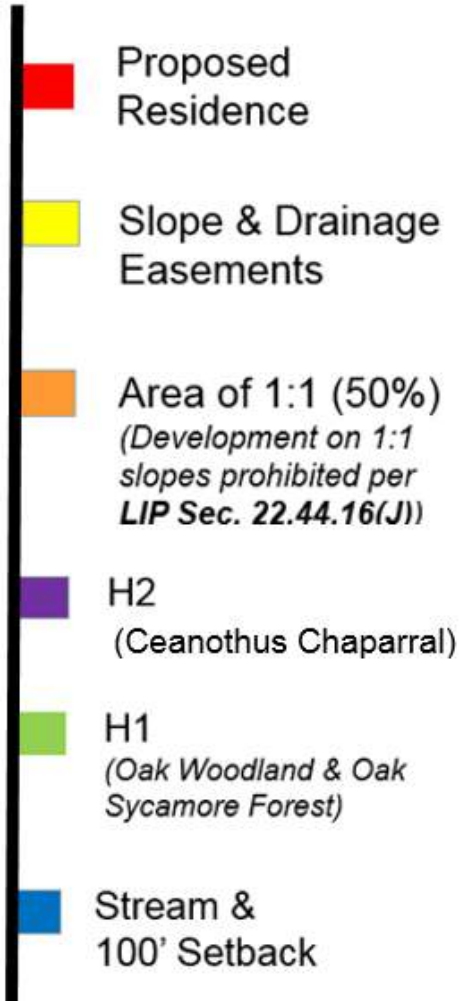 Proposed
Residence
Slope & Drainage
Easements
Area of 1:1 (50%)
(Development on 1:1
slopes prohibited per
LIP Sec. 22.44.16(J))
H2
(Ceanothus Chaparral)
H1
(Oak Woodland & Oak
Sycamore Forest)
Stream &
100' Setback